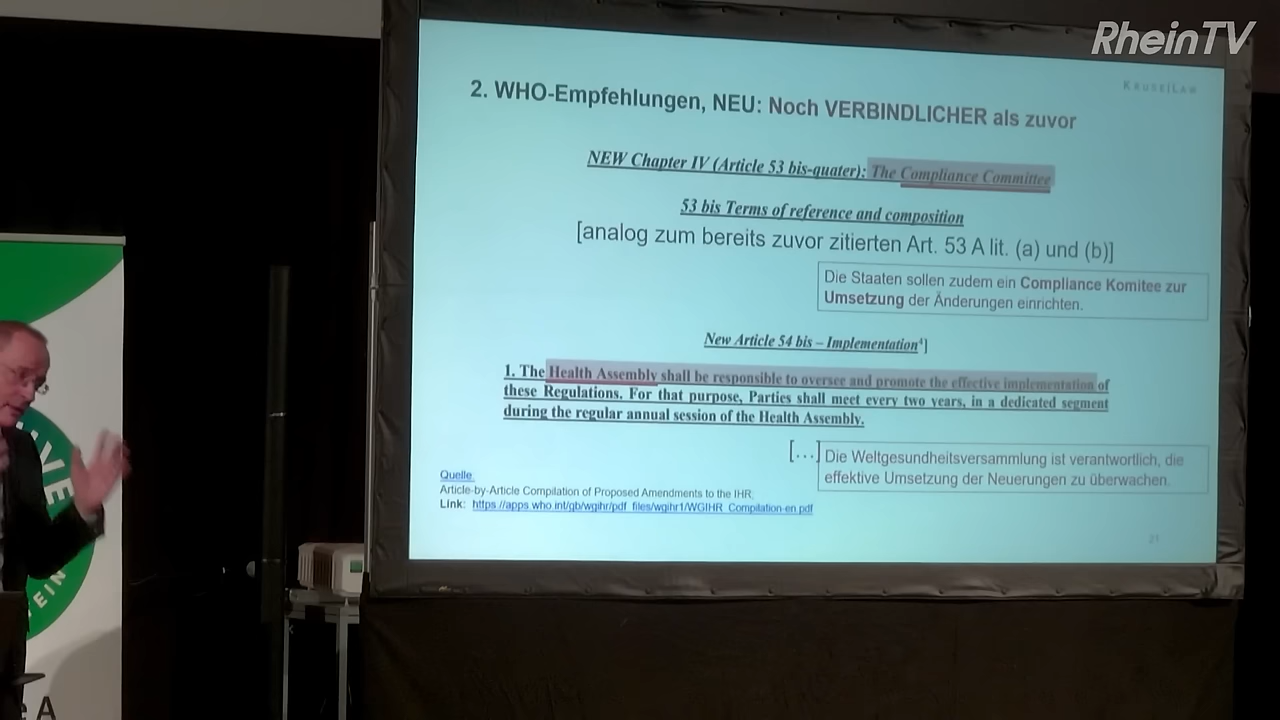 RheinTV
KRUSE|LAW
2. WHO-Empfehlungen, NEU: Noch VERBINDLICHER als zuvor
NEW Chapter IV (Article 53 bis-quater): The Compliance Committee
53 bis Terms of reference and composition
[analog zum bereits zuvor zitierten Art. 53 A lit. (a) und (b)]
Die Staaten sollen zudem ein Compliance Komitee zur
Umsetzung der Änderungen einrichten.
New Article 54 bis – Implementation⁴]
1. The Health Assembly shall be responsible to oversee and promote the effective implementation of
these Regulations. For that purpose, Parties shall meet every two years, in a dedicated segment
during the regular annual session of the Health Assembly.
[…]
Die Weltgesundheitsversammlung ist verantwortlich, die
effektive Umsetzung der Neuerungen zu überwachen.
Quelle
Article-by-Article Compilation of Proposed Amendments to the IHR,
Link: https://apps.who.int/gb/wgihr/pdf_files/wgihr1/WGIHR_Compilation-en.pdf
21